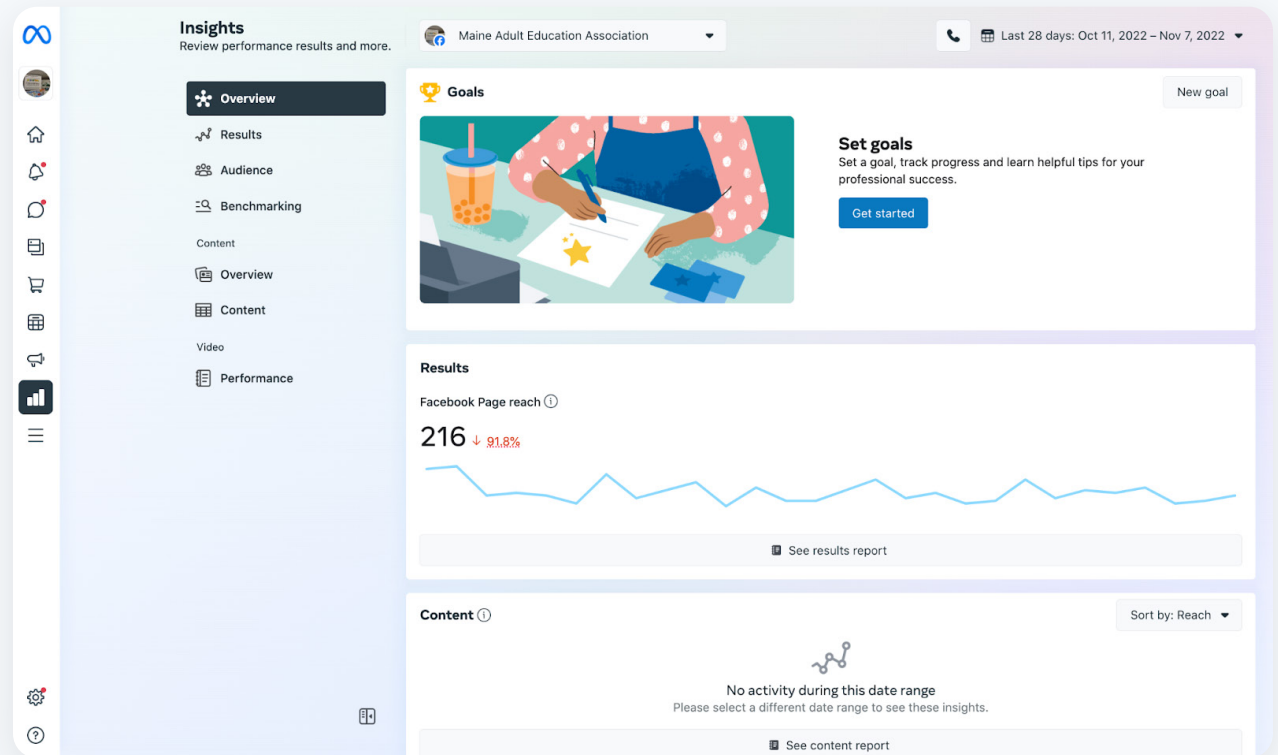 Insights
Review performance results and more.
Maine Adult Education Association
Last 28 days: Oct 11, 2022 – Nov 7, 2022
Overview
Results
Audience
Benchmarking
Content
Overview
Content
Video
Performance
Goals
New goal
Set goals
Set a goal, track progress and learn helpful tips for your
professional success.
Get started
Results
Facebook Page reach
216 ↓ 91.8%
See results report
Content
Sort by: Reach
No activity during this date range
Please select a different date range to see these insights.
See content report